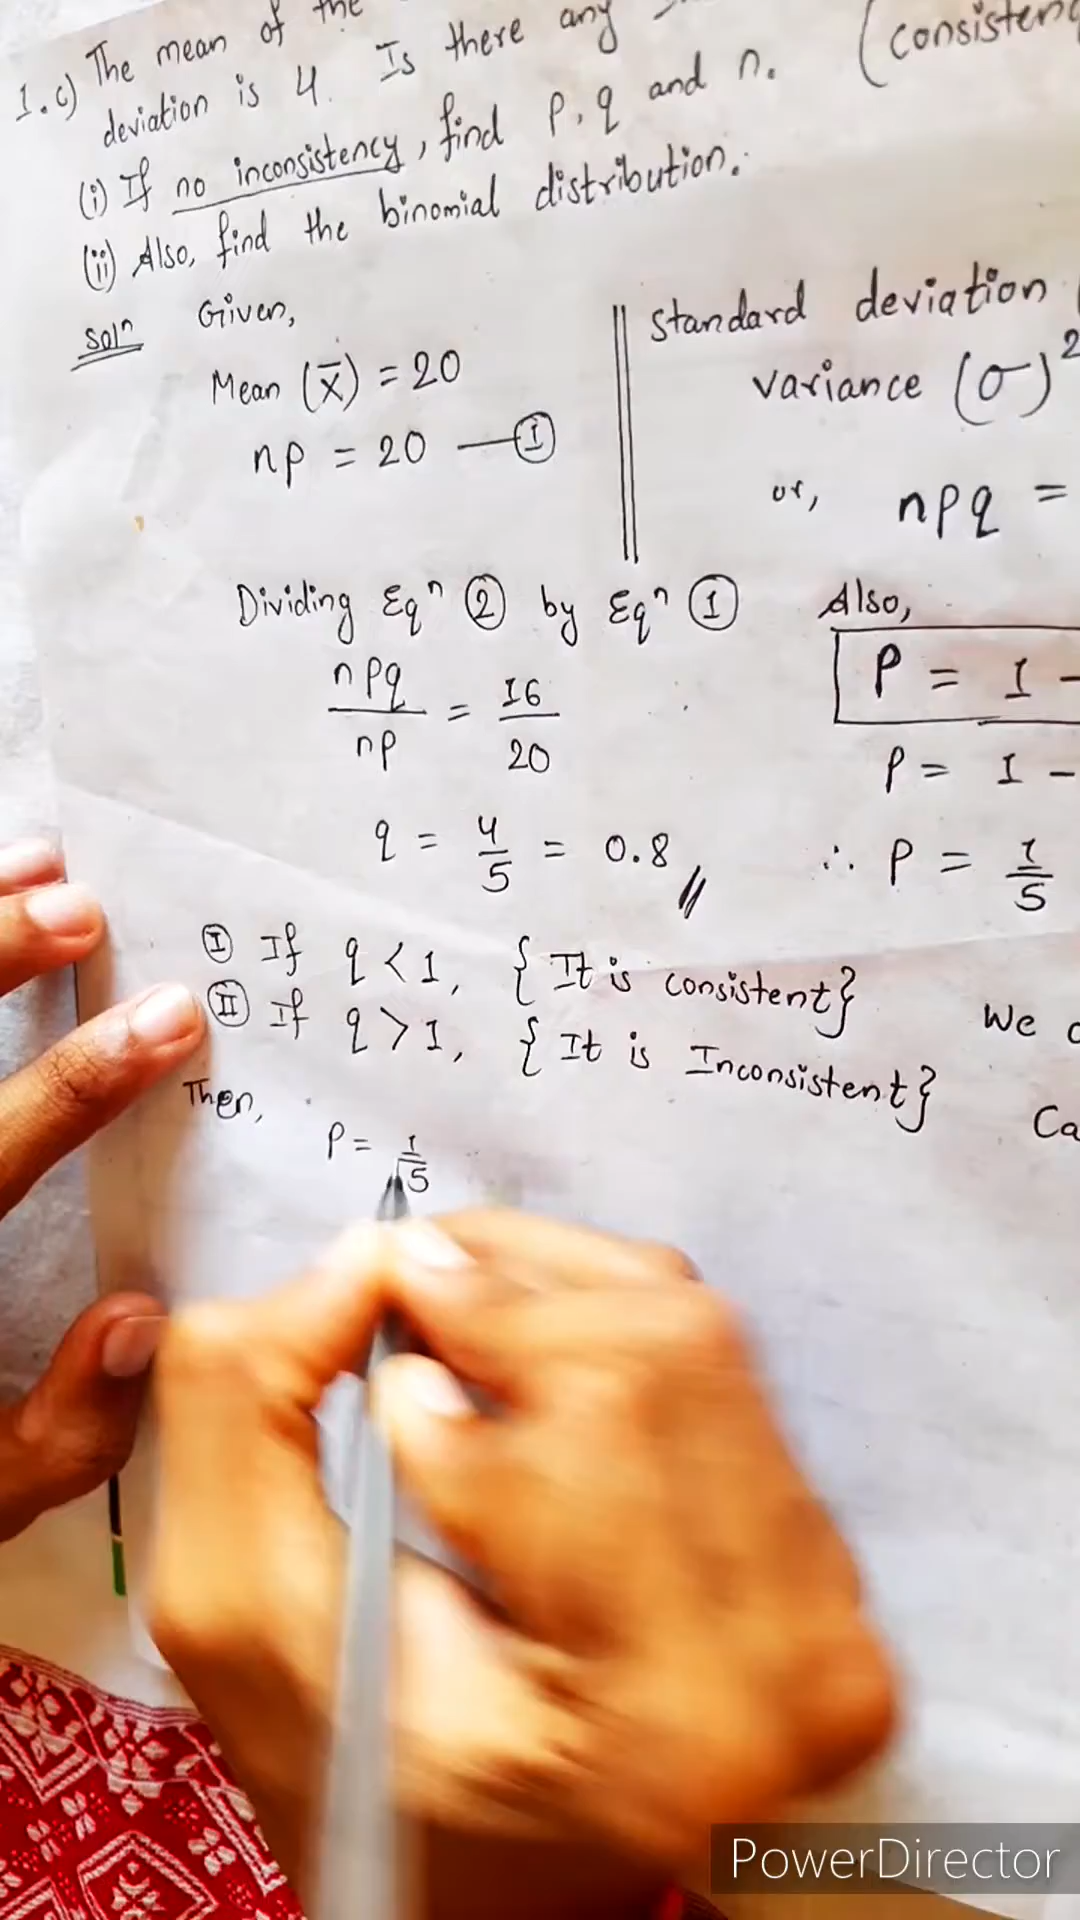 1.c) The mean of the
deviation is 4. Is there any
(consisten
(i) If no inconsistency, find p, q and n.
(ii) Also, find the binomial distribution.
Solⁿ Given,
Mean (x̄) = 20
np = 20 — (I)
standard deviation
variance (σ)²
or, npq =
Dividing Eqⁿ (2) by Eqⁿ (1)
npq/np = 16/20
q = 4/5 = 0.8 //
Also,
P = 1 -
P = 1 -
∴ P = 1/5
(I) If q < 1, { It is consistent}
(II) If q > 1, { It is Inconsistent}
We
Ca
Then,
P = 1/5
PowerDirector